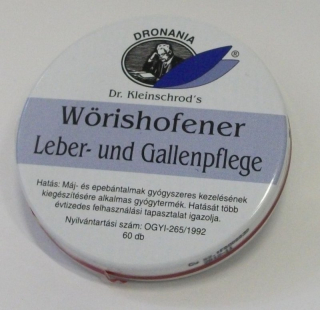 DRONANIA
®
Dr. Kleinschrod's
Wörishofener
Leber- und Gallenpflege
Hatás: Máj- és epebántalmak gyógyszeres kezelésének
kiegészítésére alkalmas gyógytermék. Hatását több
évtizedes felhasználási tapasztalat igazolja.
Nyilvántartási szám: OGYI-265/1992
60 db